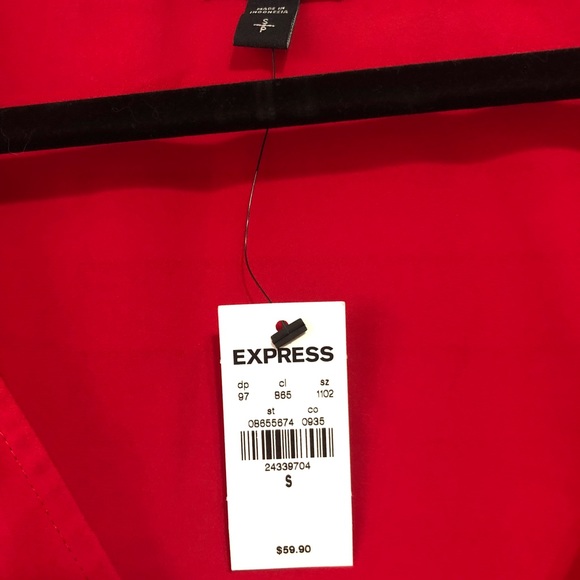 MADE IN
INDONESIA
S
P
EXPRESS
dp cl sz
97 865 1102
st co
08655674 0935
24339704
S
$59.90